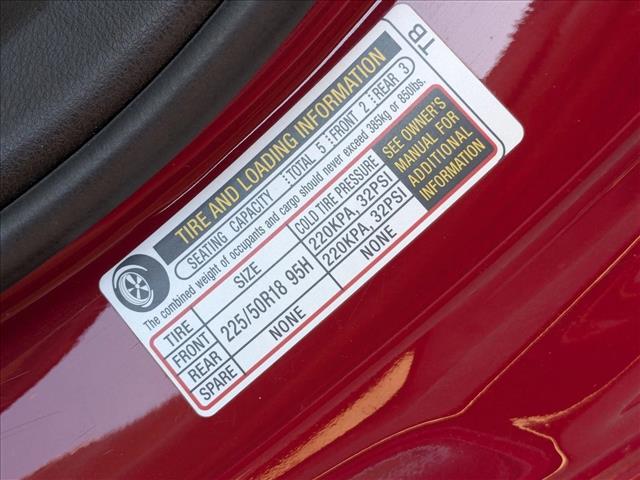 TIRE AND LOADING INFORMATION
SEATING CAPACITY TOTAL 5 FRONT 2 REAR 3
The combined weight of occupants and cargo should never exceed 385kg or 850lbs.
TIRE SIZE COLD TIRE PRESSURE
FRONT 225/50R18 95H 220KPA, 32PSI
REAR 220KPA, 32PSI
SPARE NONE NONE
SEE OWNER'S
MANUAL FOR
ADDITIONAL
INFORMATION
TB